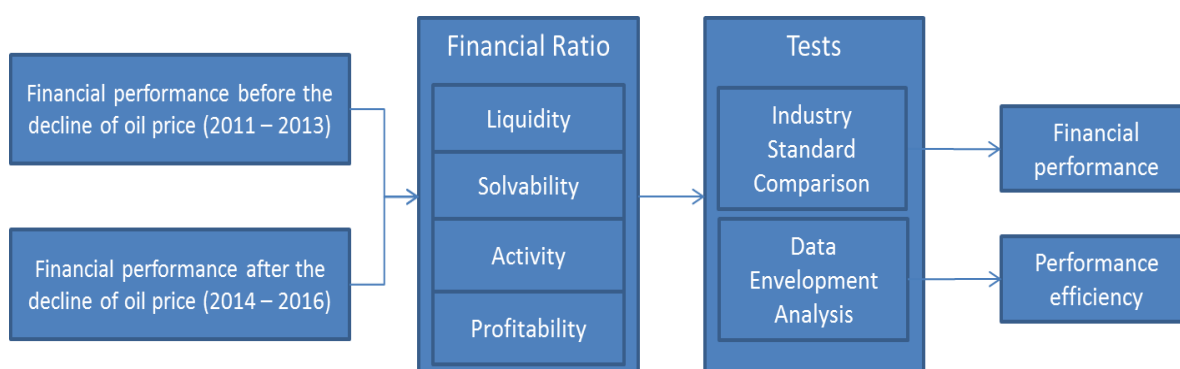 Financial performance before the
decline of oil price (2011 – 2013)
Financial performance after the
decline of oil price (2014 – 2016)
Financial Ratio
Liquidity
Solvability
Activity
Profitability
Tests
Industry
Standard
Comparison
Data
Envelopment
Analysis
Financial
performance
Performance
efficiency